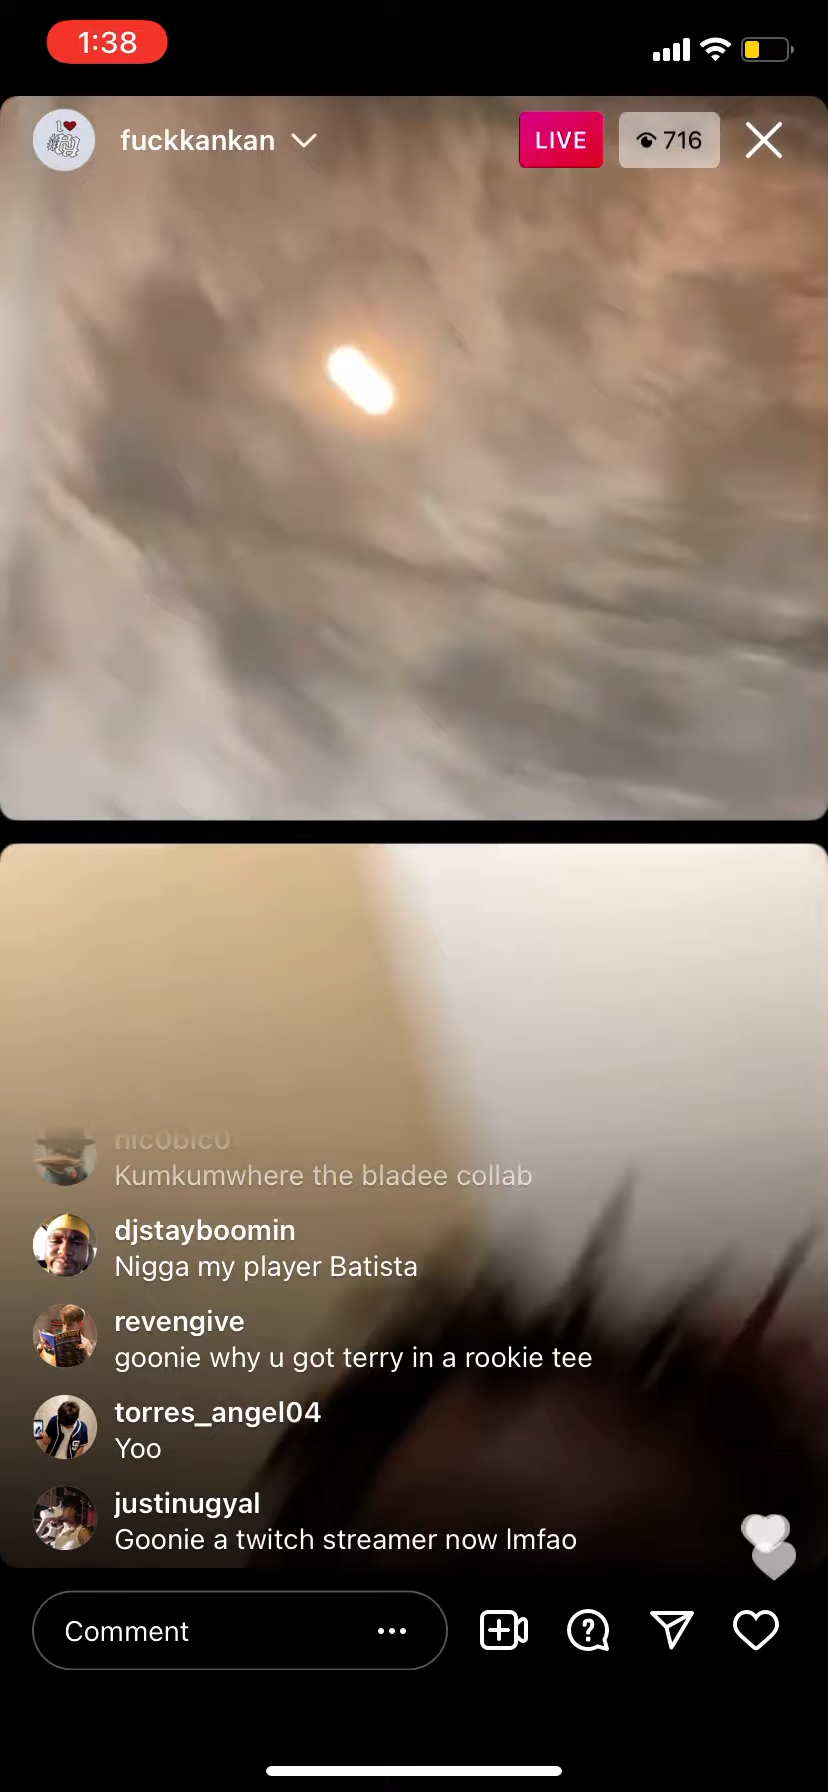 1:38
fuckkankan
LIVE
716
nic0blc0
Kumkumwhere the bladee collab
djstayboomin
Nigga my player Batista
revengive
goonie why u got terry in a rookie tee
torres_angel04
Yoo
justinugyal
Goonie a twitch streamer now lmfao
Comment